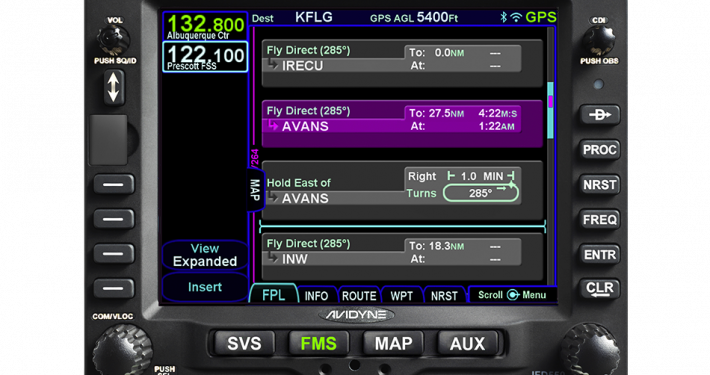 132.800
Albuquerque Ctr
122.100
Prescott FSS
Dest KFLG GPS AGL 5400Ft GPS
VOL
PUSH SQ/ID
CDI
PUSH OBS
Fly Direct (285°) To: 0.0NM ---
IRECU At: ---
Fly Direct (285°) To: 27.5NM 4:22M:S
AVANS At: 1:22AM
/264
MAP
Hold East of Right 1.0 MIN
AVANS Turns 285°
Fly Direct (285°) To: 18.3NM ---
INW At: ---
View
Expanded
Insert
FPL INFO ROUTE WPT NRST Scroll Menu
D
PROC
NRST
FREQ
ENTR
CLR
COM/VLOC
AVIDYNE
SVS FMS MAP AUX
PUSH